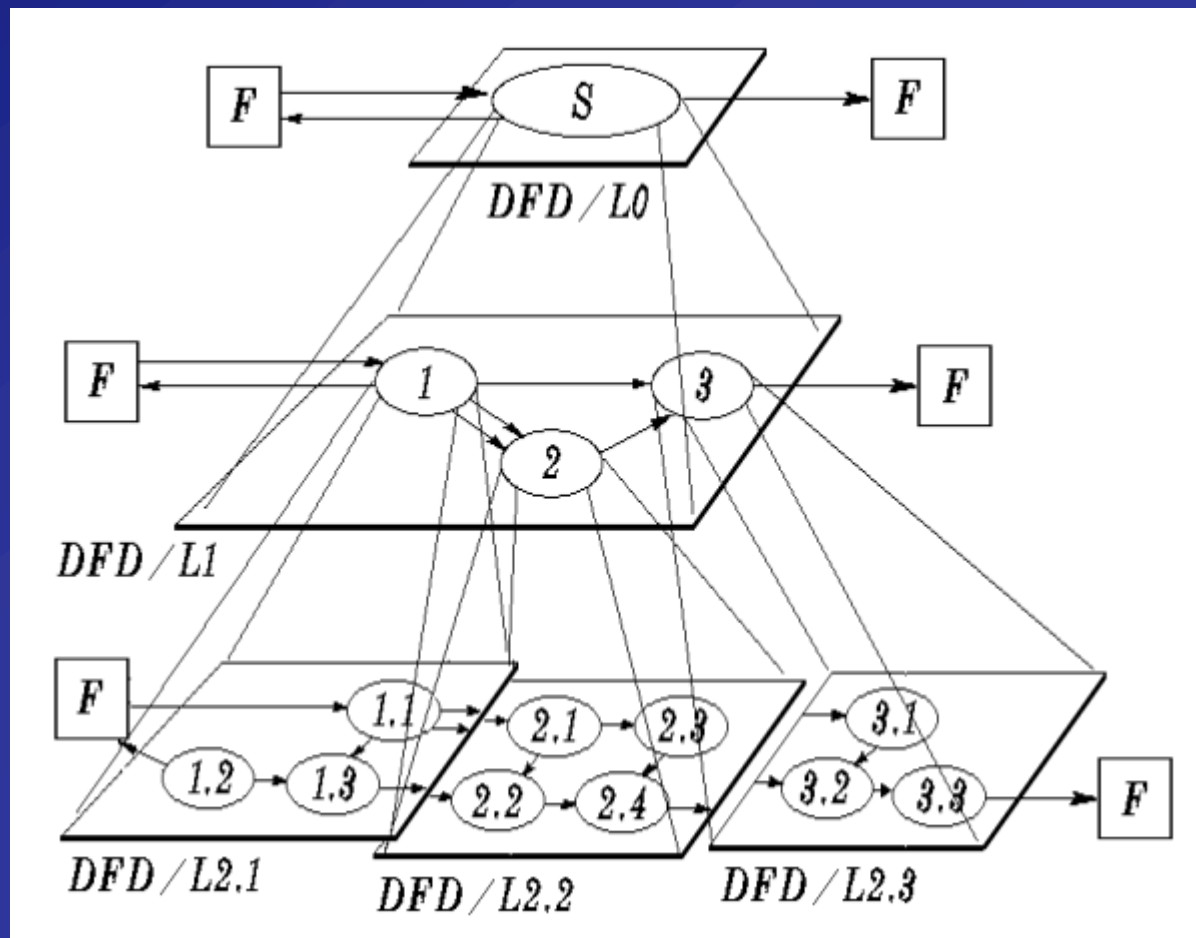 F
S
F
DFD/L0
F
1
3
F
2
DFD/L1
F
1,1
2,1
2,3
3,1
1,2
1,3
2,2
2,4
3,2
3,3
F
DFD/L2,1
DFD/L2,2
DFD/L2,3